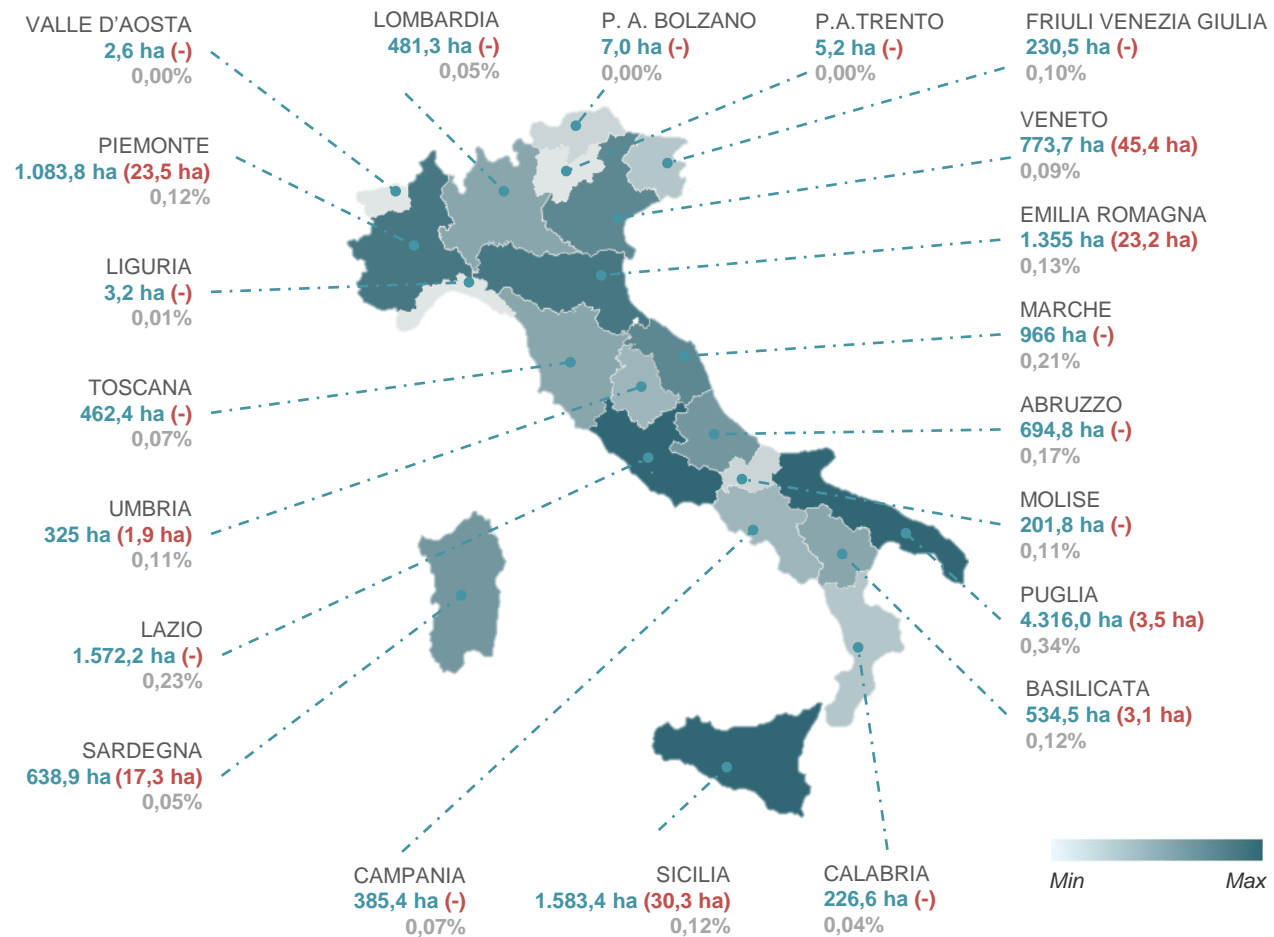 VALLE D’AOSTA
2,6 ha (-)
0,00%
LOMBARDIA
481,3 ha (-)
0,05%
P. A. BOLZANO
7,0 ha (-)
0,00%
P.A.TRENTO
5,2 ha (-)
0,00%
FRIULI VENEZIA GIULIA
230,5 ha (-)
0,10%
PIEMONTE
1.083,8 ha (23,5 ha)
0,12%
VENETO
773,7 ha (45,4 ha)
0,09%
LIGURIA
3,2 ha (-)
0,01%
EMILIA ROMAGNA
1.355 ha (23,2 ha)
0,13%
MARCHE
966 ha (-)
0,21%
TOSCANA
462,4 ha (-)
0,07%
ABRUZZO
694,8 ha (-)
0,17%
UMBRIA
325 ha (1,9 ha)
0,11%
MOLISE
201,8 ha (-)
0,11%
LAZIO
1.572,2 ha (-)
0,23%
PUGLIA
4.316,0 ha (3,5 ha)
0,34%
SARDEGNA
638,9 ha (17,3 ha)
0,05%
BASILICATA
534,5 ha (3,1 ha)
0,12%
CAMPANIA
385,4 ha (-)
0,07%
SICILIA
1.583,4 ha (30,3 ha)
0,12%
CALABRIA
226,6 ha (-)
0,04%
Min Max